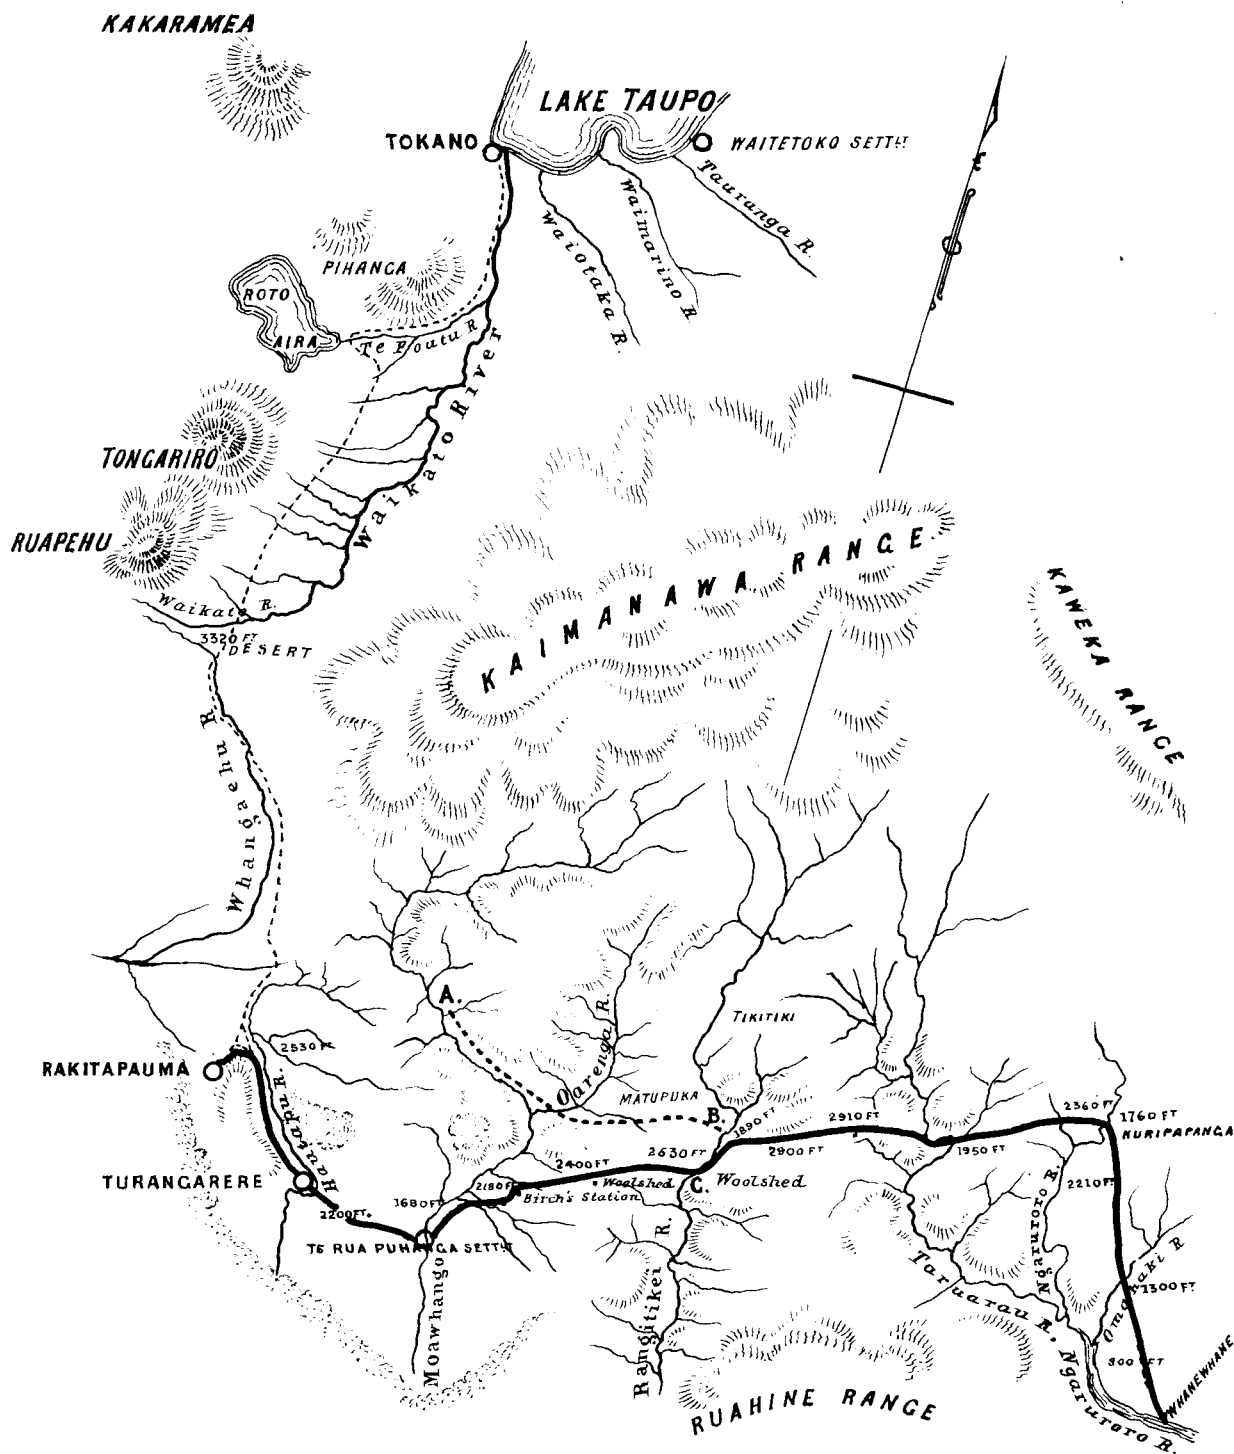 KAKARAMEA
LAKE TAUPO
TOKANO
WAITETOKO SETTLT
Tauranga R.
Waimarino R.
Waiotaka R.
PIHANGA
ROTO
AIRA
Te Poutu R
Waikato River
TONGARIRO
RUAPEHU
KAIMANAWA RANGE.
KAWEKA RANGE
Waikato R.
3320 FT
DESERT
Whangaehu R.
A.
Oarenga R.
TIKITIKI
RAKITAPAUMA
2530 FT
Hautapu R.
MATUPUKA
B.
1890 FT
2910 FT
2360 FT
1760 FT
KURIPAPANGA
2630 FT
2900 FT
1950 FT
2400 FT
TURANGARERE
2180 FT
Woolshed
C.
Woolshed
2210 FT
Birch's Station
1680 FT
2200 FT.
TE RUA PUHANGA SETTLT
Moawhango
Rangitikei R.
Taruarau R.
Ngaruroro R.
Omahaki R
1300 FT
800 FT
WHANEWHANE
Ngaruroro R.
RUAHINE RANGE